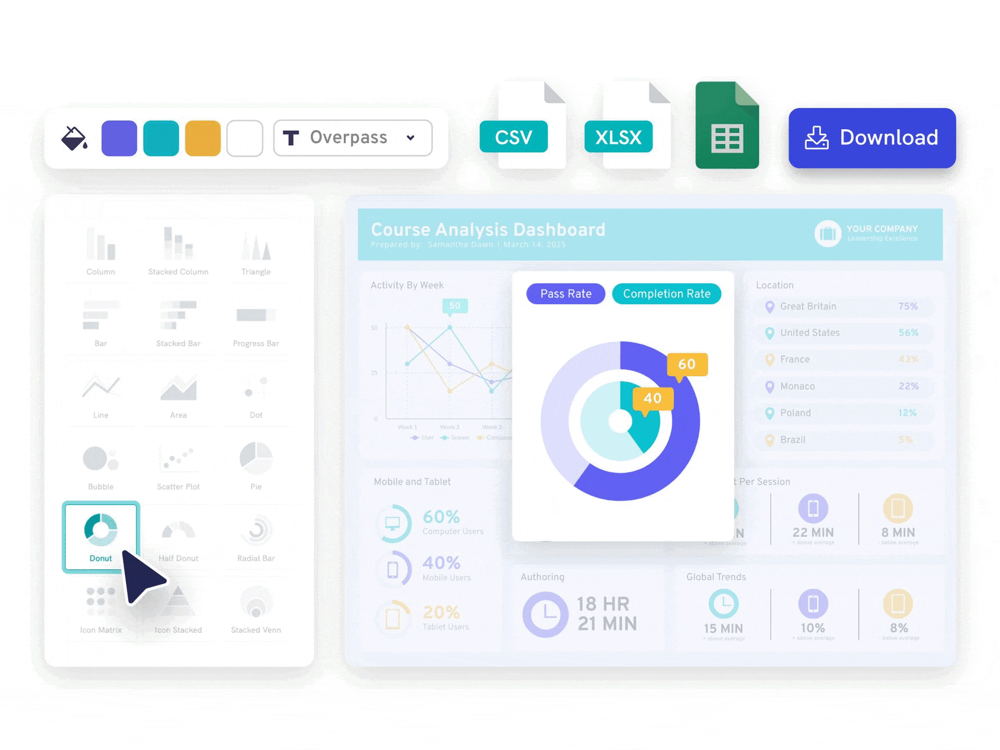 T Overpass
CSV
XLSX
Download
Column
Stacked Column
Triangle
Bar
Stacked Bar
Progress Bar
Line
Area
Dot
Bubble
Scatter Plot
Pie
Donut
Half Donut
Radial Bar
Icon Matrix
Icon Stacked
Stacked Venn
Course Analysis Dashboard
Prepared by: Samantha Dawn | March 14, 2025
YOUR COMPANY
Leadership Excellence
Activity By Week
50
50
25
0
Week 1
Week 2
Week 3
User
Season
Compass
Pass Rate
Completion Rate
60
40
Location
Great Britain 75%
United States 56%
France 43%
Monaco 22%
Poland 12%
Brazil 5%
Mobile and Tablet
60%
Computer Users
40%
Mobile Users
20%
Tablet Users
t Per Session
N
+ above average
22 MIN
+ above average
8 MIN
- below average
Authoring
18 HR
21 MIN
Global Trends
15 MIN
+ above average
10%
+ above average
8%
- below average